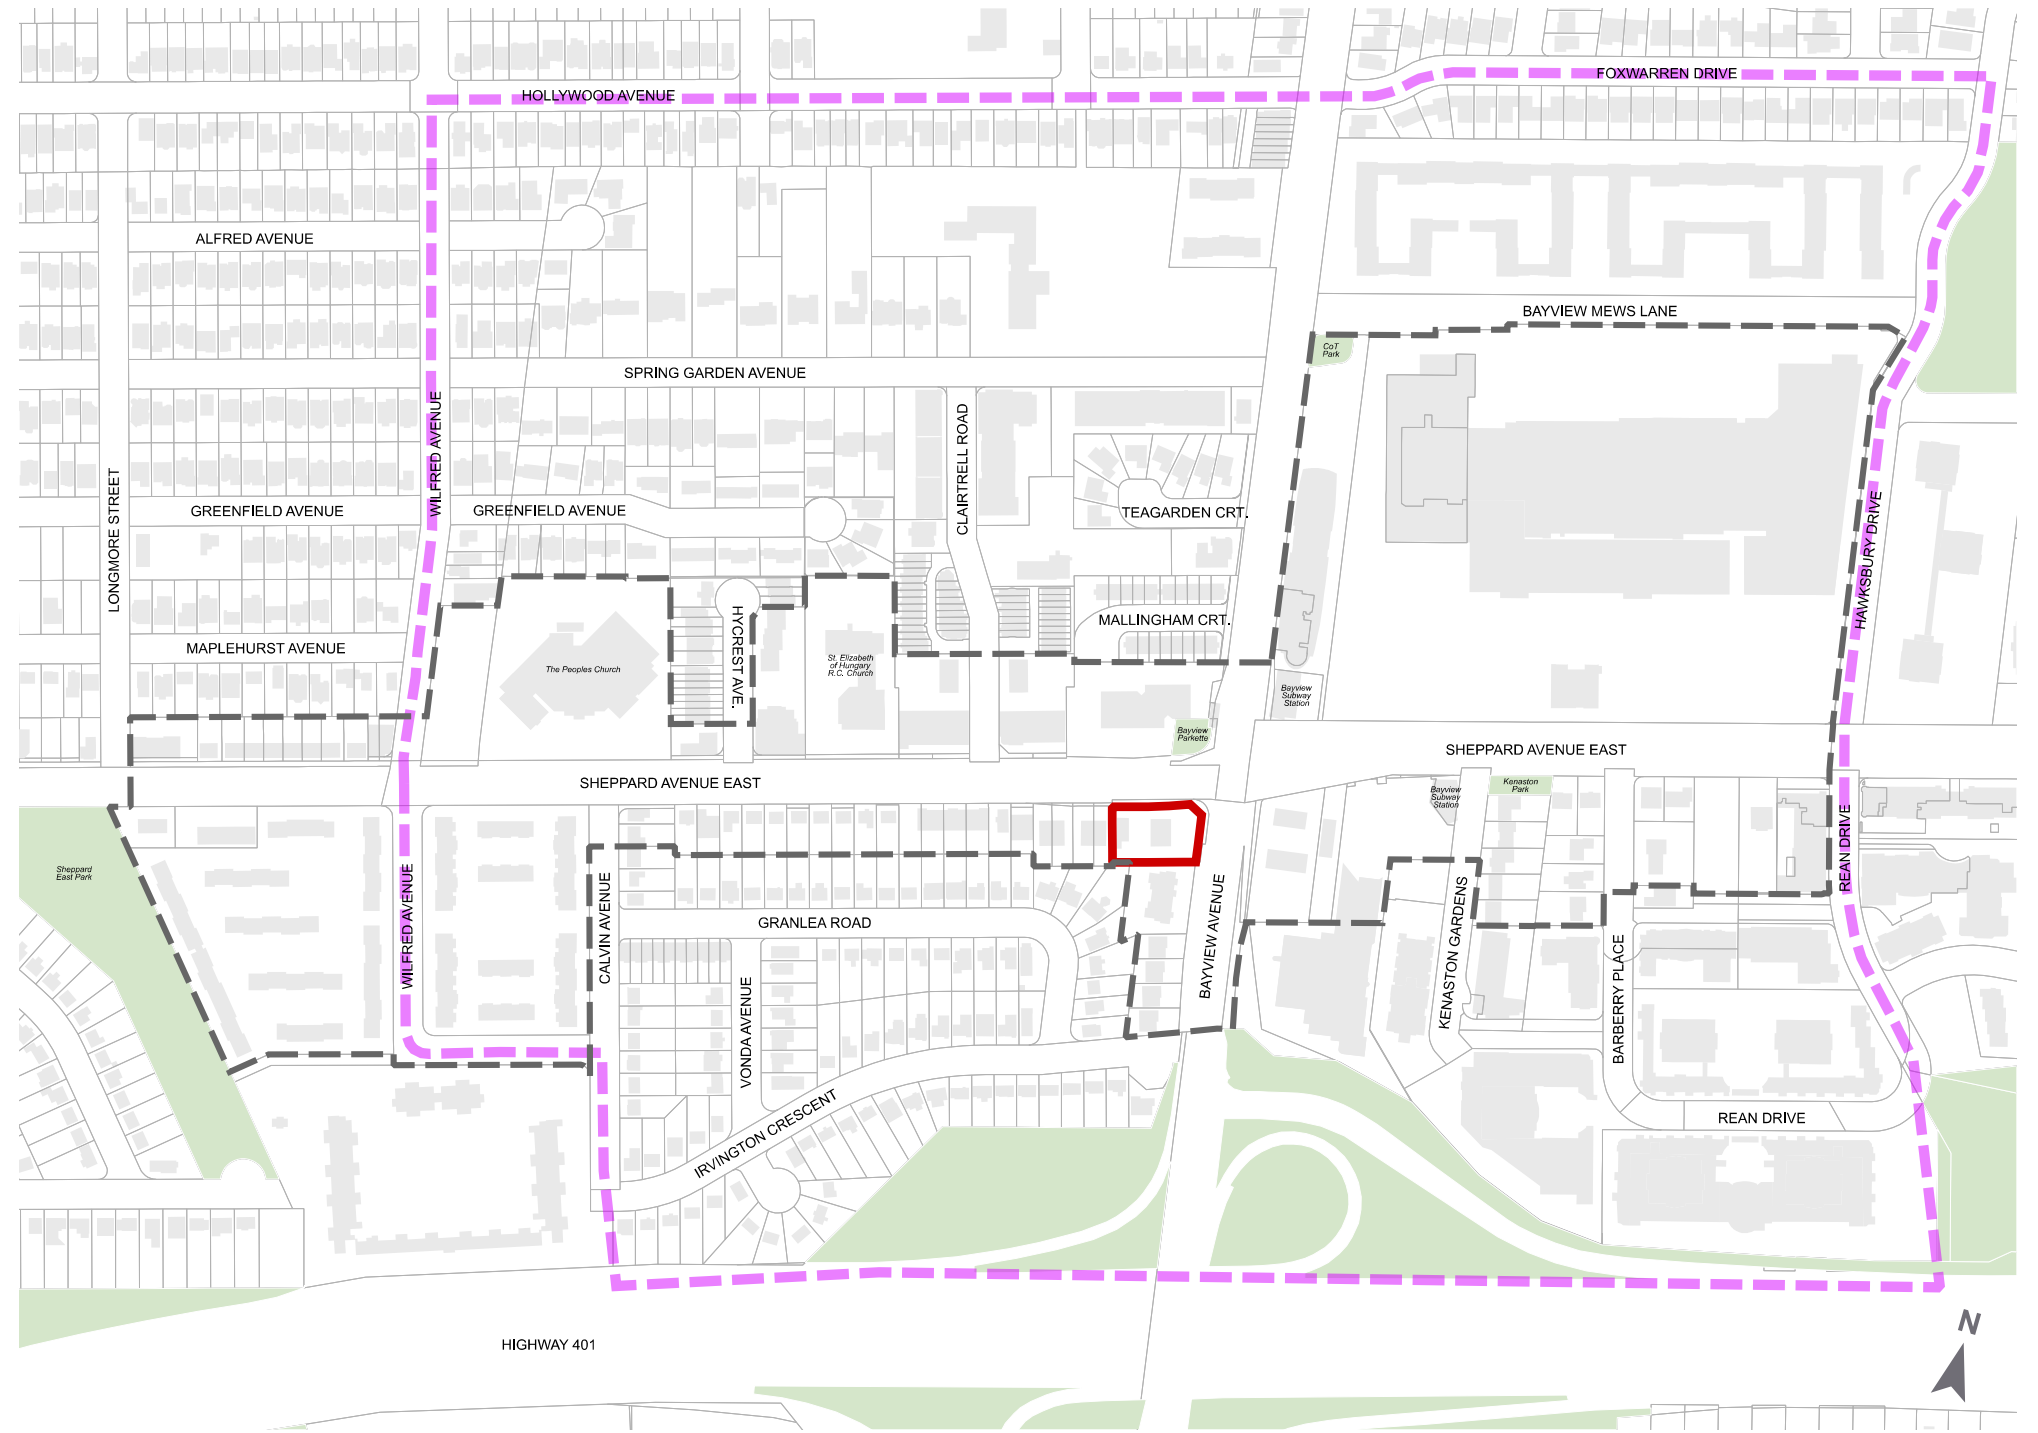 FOXWARREN DRIVE
HOLLYWOOD AVENUE
ALFRED AVENUE
BAYVIEW MEWS LANE
CoT
Park
SPRING GARDEN AVENUE
WILFRED AVENUE
CLAIRTRELL ROAD
LONGMORE STREET
GREENFIELD AVENUE
GREENFIELD AVENUE
TEAGARDEN CRT.
HAWKSBURY DRIVE
MALLINGHAM CRT.
HYCREST AVE.
MAPLEHURST AVENUE
The Peoples Church
St. Elizabeth
of Hungary
R.C. Church
Bayview
Subway
Station
Bayview
Parkette
SHEPPARD AVENUE EAST
SHEPPARD AVENUE EAST
Bayview
Subway
Station
Kenaston
Park
REAN DRIVE
Sheppard
East Park
WILFRED AVENUE
CALVIN AVENUE
GRANLEA ROAD
BAYVIEW AVENUE
KENASTON GARDENS
BARBERRY PLACE
VONDA AVENUE
IRVINGTON CRESCENT
REAN DRIVE
HIGHWAY 401
N